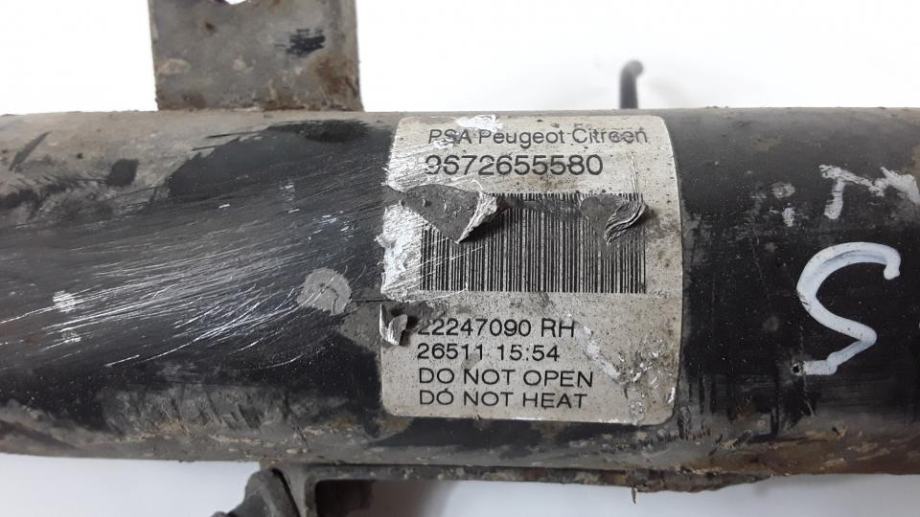 PSA Peugeot Citroen
9672655580
22247090 RH
26511 15:54
DO NOT OPEN
DO NOT HEAT
S